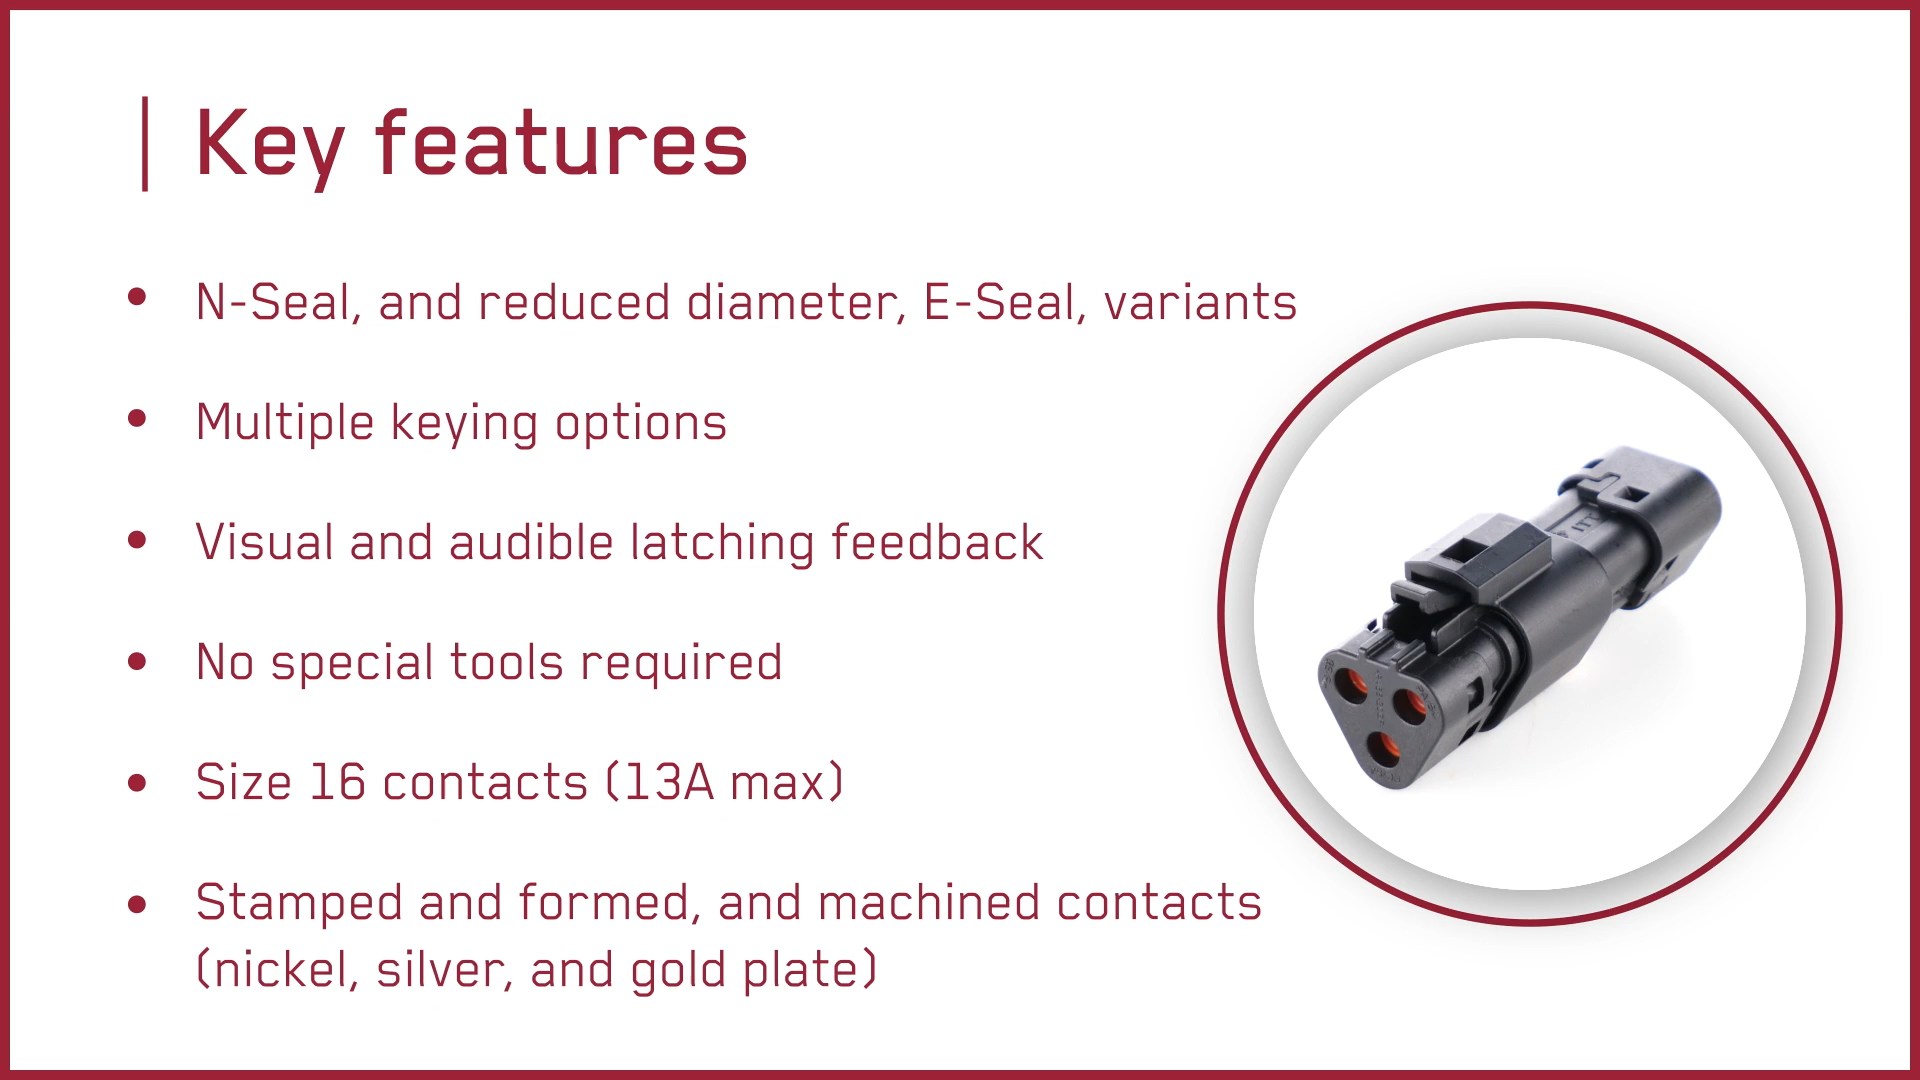 Key features
• N-Seal, and reduced diameter, E-Seal, variants
• Multiple keying options
• Visual and audible latching feedback
• No special tools required
• Size 16 contacts (13A max)
• Stamped and formed, and machined contacts
(nickel, silver, and gold plate)
ITT